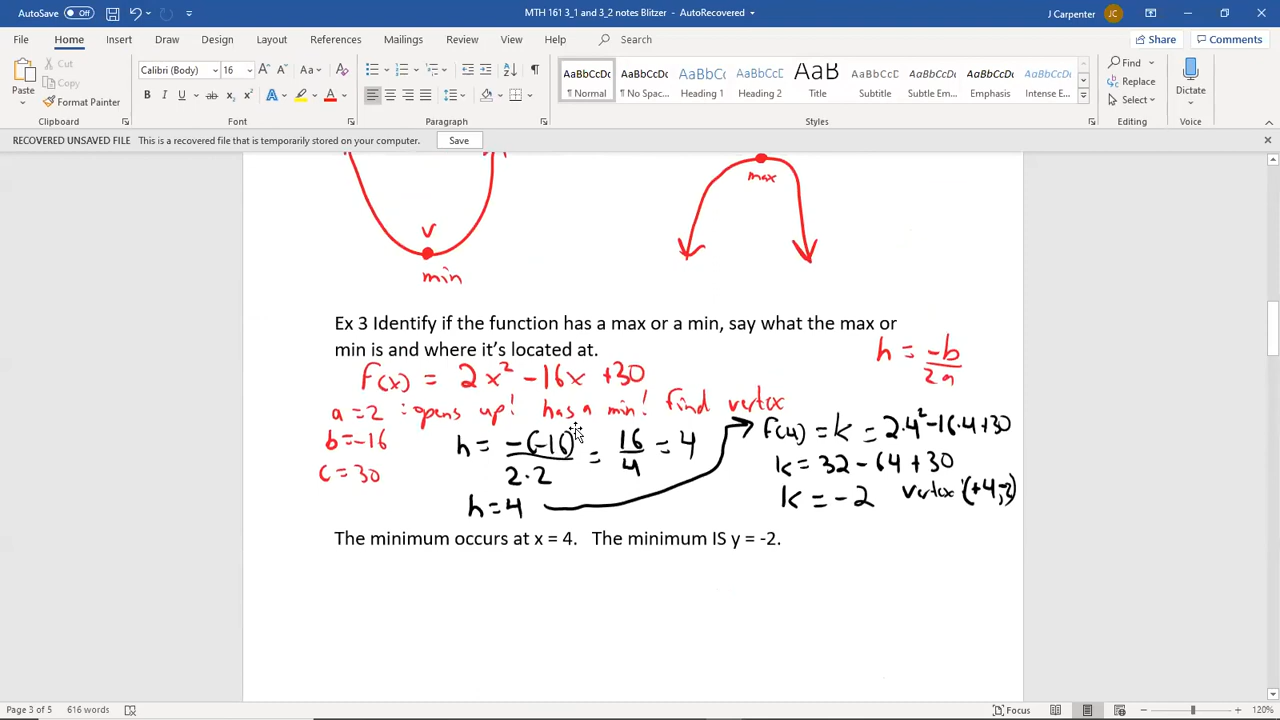 AutoSave Off
MTH 161 3_1 and 3_2 notes Blitzer - AutoRecovered
J Carpenter JC
File Home Insert Draw Design Layout References Mailings Review View Help Search Share Comments
Paste Cut Copy Format Painter
Calibri (Body) 16
AaBbCcDc ¶ Normal
AaBbCcDc ¶ No Spac...
AaBbC( Heading 1
AaBbCcC Heading 2
AaB Title
AaBbCcC Subtitle
AaBbCcDc Subtle Em...
AaBbCcDc Emphasis
AaBbCcDc Intense E...
Find Replace Select Dictate
Clipboard Font Paragraph Styles Editing Voice
RECOVERED UNSAVED FILE This is a recovered file that is temporarily stored on your computer. Save
max
v
min
Ex 3 Identify if the function has a max or a min, say what the max or
min is and where it's located at.
h = -b/2a
f(x) = 2x² -16x +30
a = 2 : opens up! has a min! find vertex
b = -16
c = 30
h = -(-16)/2·2 = 16/4 = 4
h = 4
f(4) = k = 2·4²-16·4+30
k = 32 - 64 + 30
k = -2 vertex: (+4,-2)
The minimum occurs at x = 4. The minimum IS y = -2.
Page 3 of 5 616 words Focus 120%